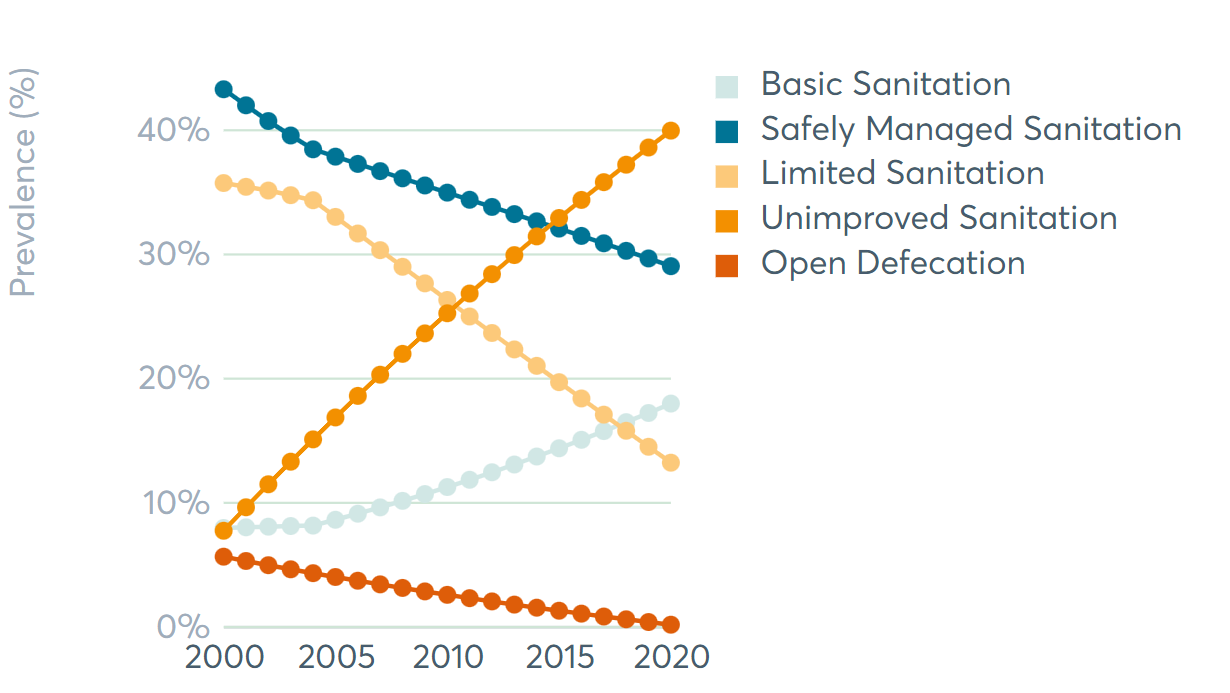 Prevalence (%)
40%
30%
20%
10%
0%
2000 2005 2010 2015 2020
Basic Sanitation
Safely Managed Sanitation
Limited Sanitation
Unimproved Sanitation
Open Defecation